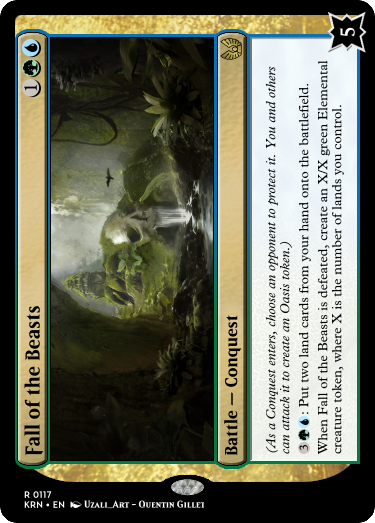 Fall of the Beasts 1
Battle — Conquest
5
(As a Conquest enters, choose an opponent to protect it. You and others
can attack it to create an Oasis token.)
3 : Put two land cards from your hand onto the battlefield.
When Fall of the Beasts is defeated, create an X/X green Elemental
creature token, where X is the number of lands you control.
R 0117
KRN • EN Uzali_Art – Quentin Gillet